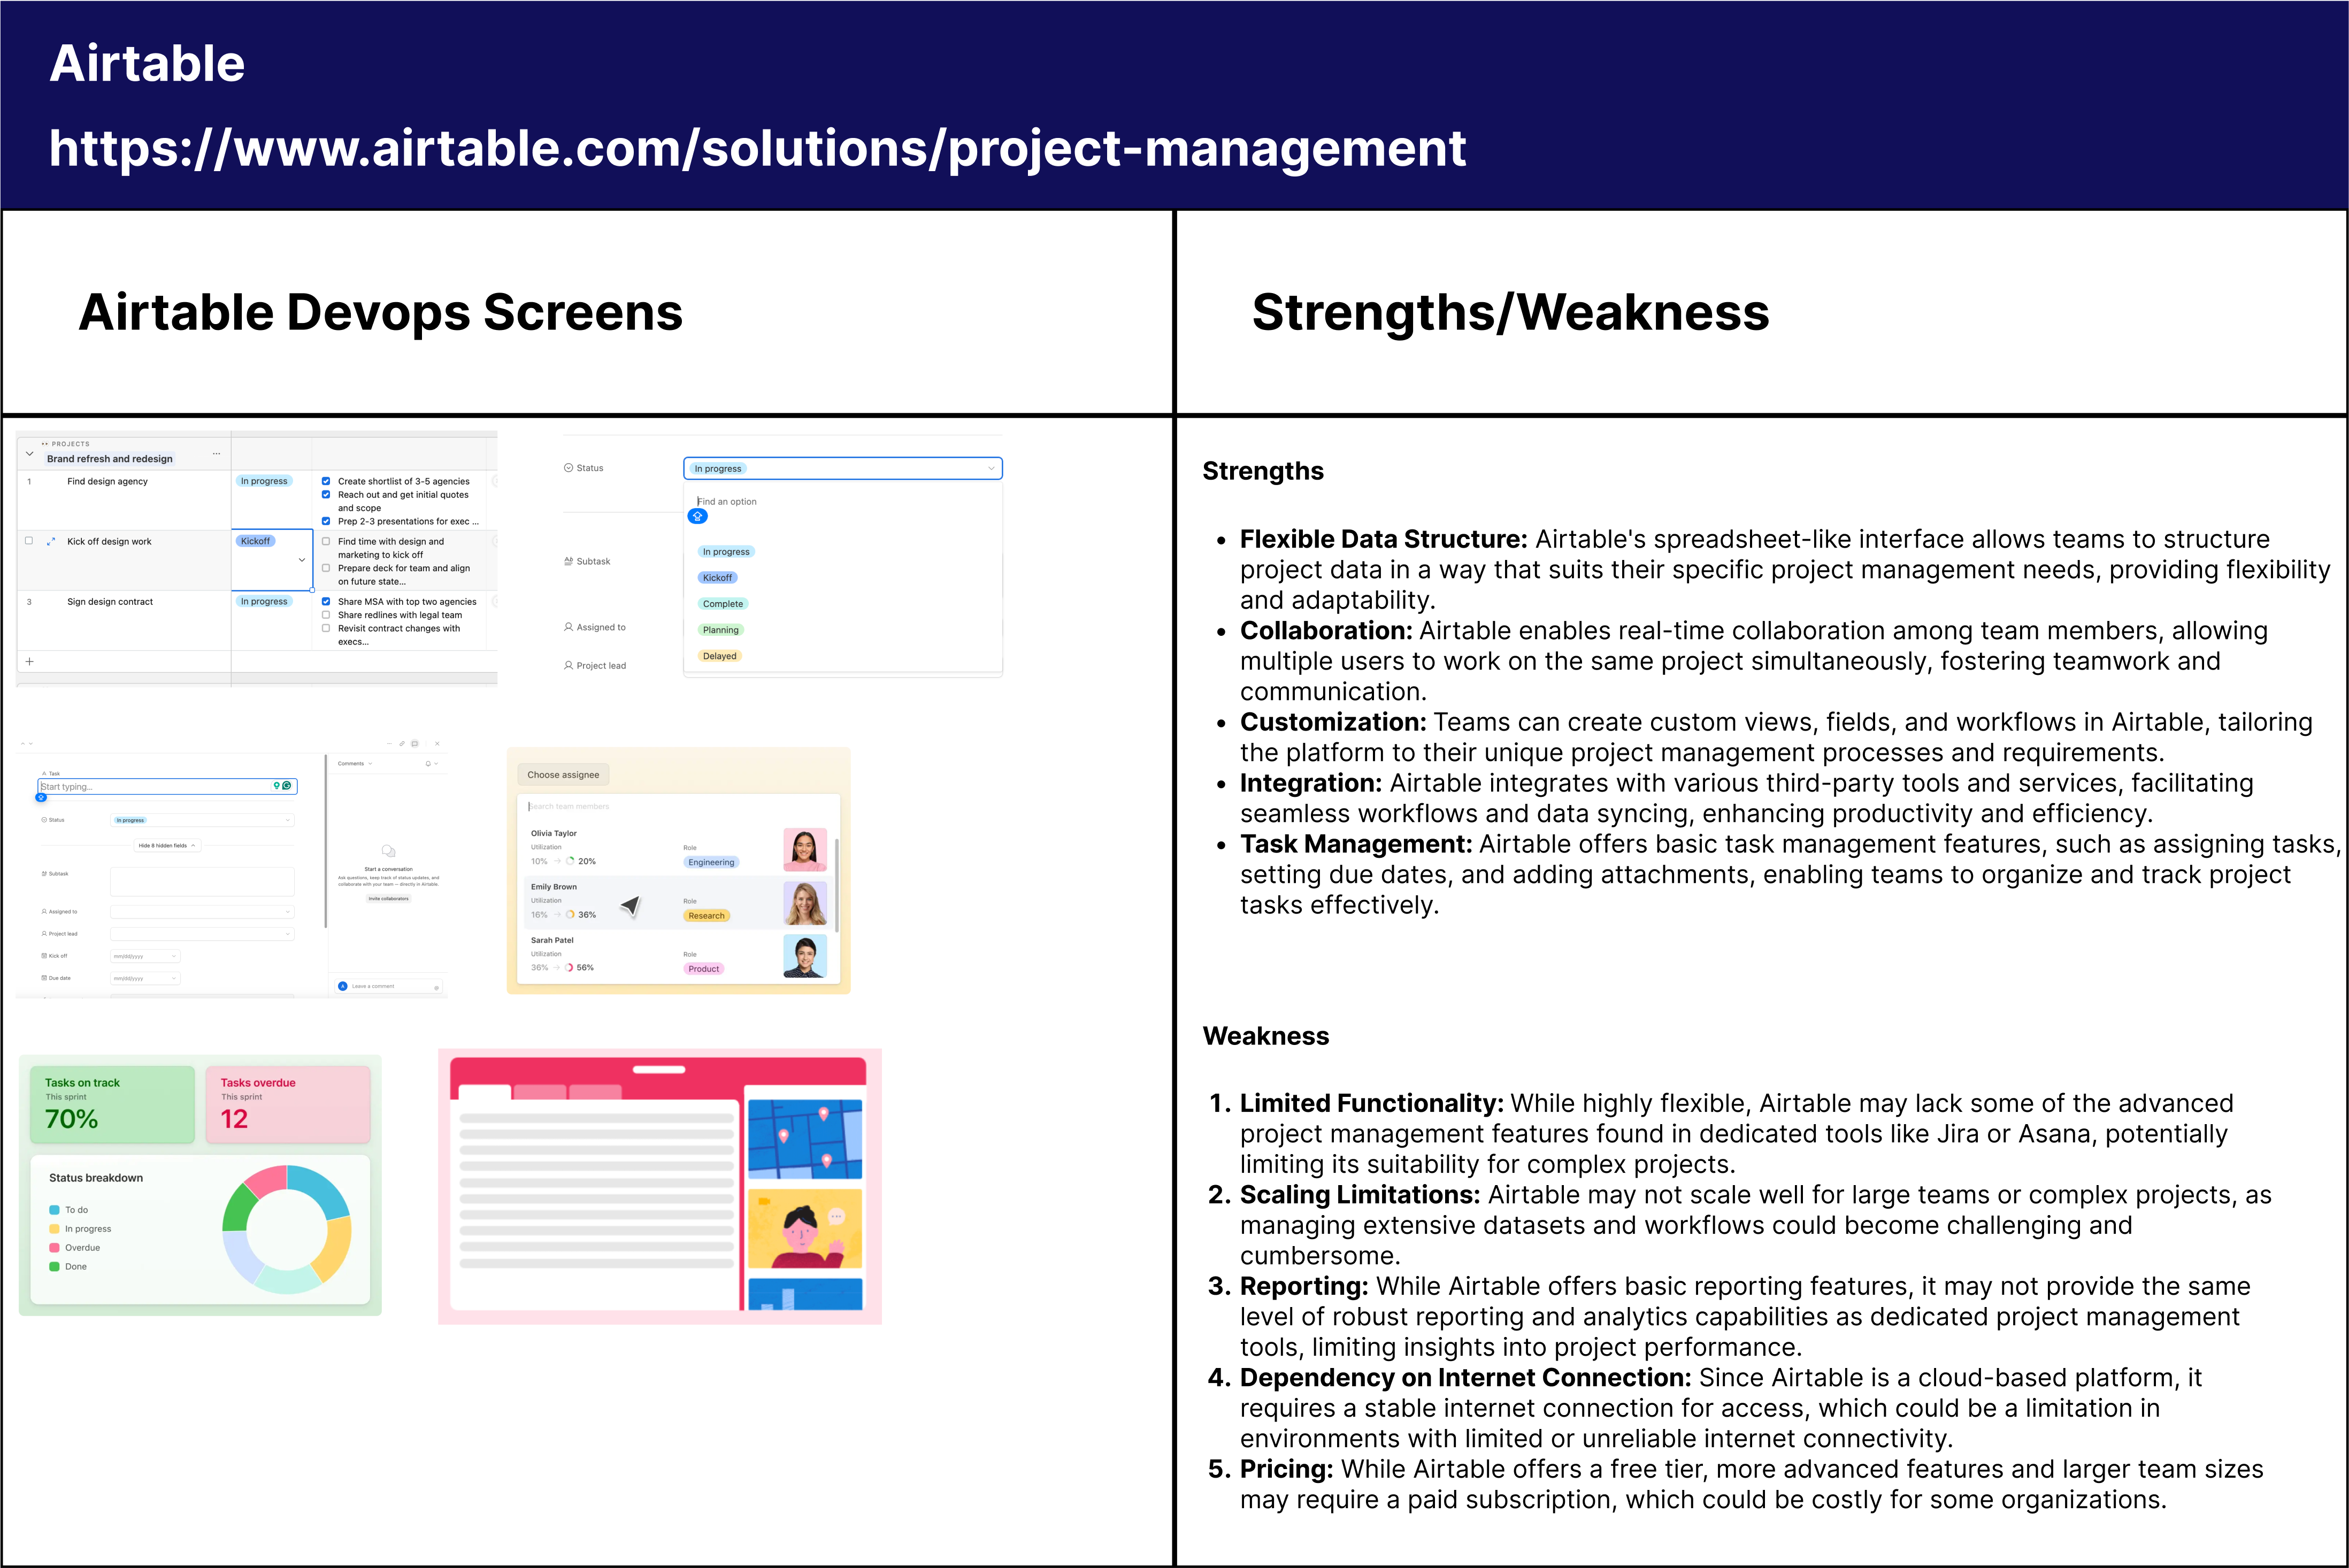 Airtable
https://www.airtable.com/solutions/project-management
Airtable Devops Screens
Strengths/Weakness
PROJECTS
Brand refresh and redesign
1
Find design agency
In progress
Create shortlist of 3-5 agencies
Reach out and get initial quotes
and scope
Prep 2-3 presentations for exec ...
Kick off design work
Kickoff
Find time with design and
marketing to kick off
Prepare deck for team and align
on future state...
3
Sign design contract
In progress
Share MSA with top two agencies
Share redlines with legal team
Revisit contract changes with
execs...
+
Status
In progress
Find an option
In progress
Subtask
Kickoff
Complete
Assigned to
Planning
Delayed
Project lead
Task
Start typing...
Status
In progress
Hide 8 hidden fields
Subtask
Assigned to
Project lead
Kick off
mm/dd/yyyy
Due date
mm/dd/yyyy
Comments
Start a conversation
Ask questions, keep track of status updates, and
collaborate with your team — directly in Airtable.
Invite collaborators
A
Leave a comment
Choose assignee
Search team members
Olivia Taylor
Utilization
10% → 20%
Role
Engineering
Emily Brown
Utilization
16% → 36%
Role
Research
Sarah Patel
Utilization
36% → 56%
Role
Product
Tasks on track
This sprint
70%
Tasks overdue
This sprint
12
Status breakdown
To do
In progress
Overdue
Done
Strengths
• Flexible Data Structure: Airtable's spreadsheet-like interface allows teams to structure
project data in a way that suits their specific project management needs, providing flexibility
and adaptability.
• Collaboration: Airtable enables real-time collaboration among team members, allowing
multiple users to work on the same project simultaneously, fostering teamwork and
communication.
• Customization: Teams can create custom views, fields, and workflows in Airtable, tailoring
the platform to their unique project management processes and requirements.
• Integration: Airtable integrates with various third-party tools and services, facilitating
seamless workflows and data syncing, enhancing productivity and efficiency.
• Task Management: Airtable offers basic task management features, such as assigning tasks,
setting due dates, and adding attachments, enabling teams to organize and track project
tasks effectively.
Weakness
1. Limited Functionality: While highly flexible, Airtable may lack some of the advanced
project management features found in dedicated tools like Jira or Asana, potentially
limiting its suitability for complex projects.
2. Scaling Limitations: Airtable may not scale well for large teams or complex projects, as
managing extensive datasets and workflows could become challenging and
cumbersome.
3. Reporting: While Airtable offers basic reporting features, it may not provide the same
level of robust reporting and analytics capabilities as dedicated project management
tools, limiting insights into project performance.
4. Dependency on Internet Connection: Since Airtable is a cloud-based platform, it
requires a stable internet connection for access, which could be a limitation in
environments with limited or unreliable internet connectivity.
5. Pricing: While Airtable offers a free tier, more advanced features and larger team sizes
may require a paid subscription, which could be costly for some organizations.